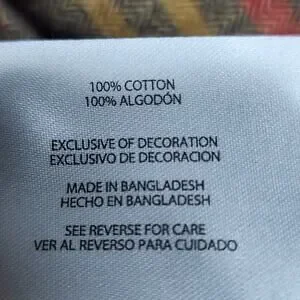 100% COTTON
100% ALGODÓN
EXCLUSIVE OF DECORATION
EXCLUSIVO DE DECORACION
MADE IN BANGLADESH
HECHO EN BANGLADESH
SEE REVERSE FOR CARE
VER AL REVERSO PARA CUIDADO